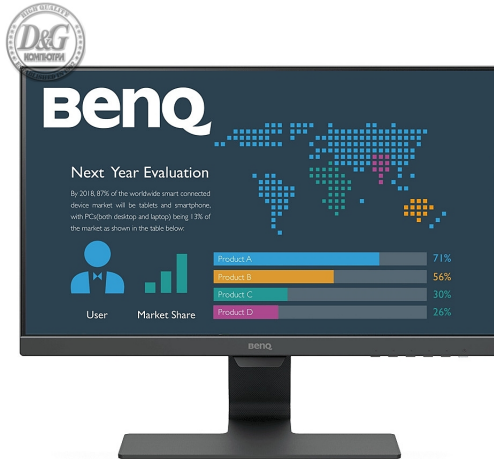 D&G
КОМПЮТРИ
BenQ
Next Year Evaluation
By 2018, 87% of the worldwide smart connected
device market will be tablets and smartphone,
with PCs(both desktop and laptop) being 13% of
the market as shown in the table below:
Product A 71%
Product B 56%
Product C 30%
Product D 26%
User Market Share
BenQ